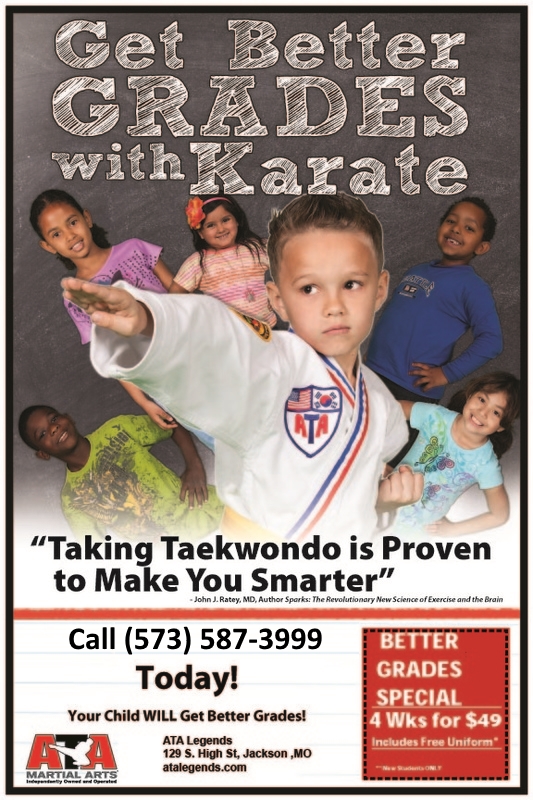 Get Better
GRADES
with Karate
ATA
“Taking Taekwondo is Proven
to Make You Smarter”
- John J. Ratey, MD, Author Sparks: The Revolutionary New Science of Exercise and the Brain
Call (573) 587-3999
Today!
Your Child WILL Get Better Grades!
ATA
MARTIAL ARTS
Independently Owned and Operated
ATA Legends
129 S. High St, Jackson ,MO
atalegends.com
BETTER
GRADES
SPECIAL
4 Wks for $49
Includes Free Uniform*
**New Students ONLY